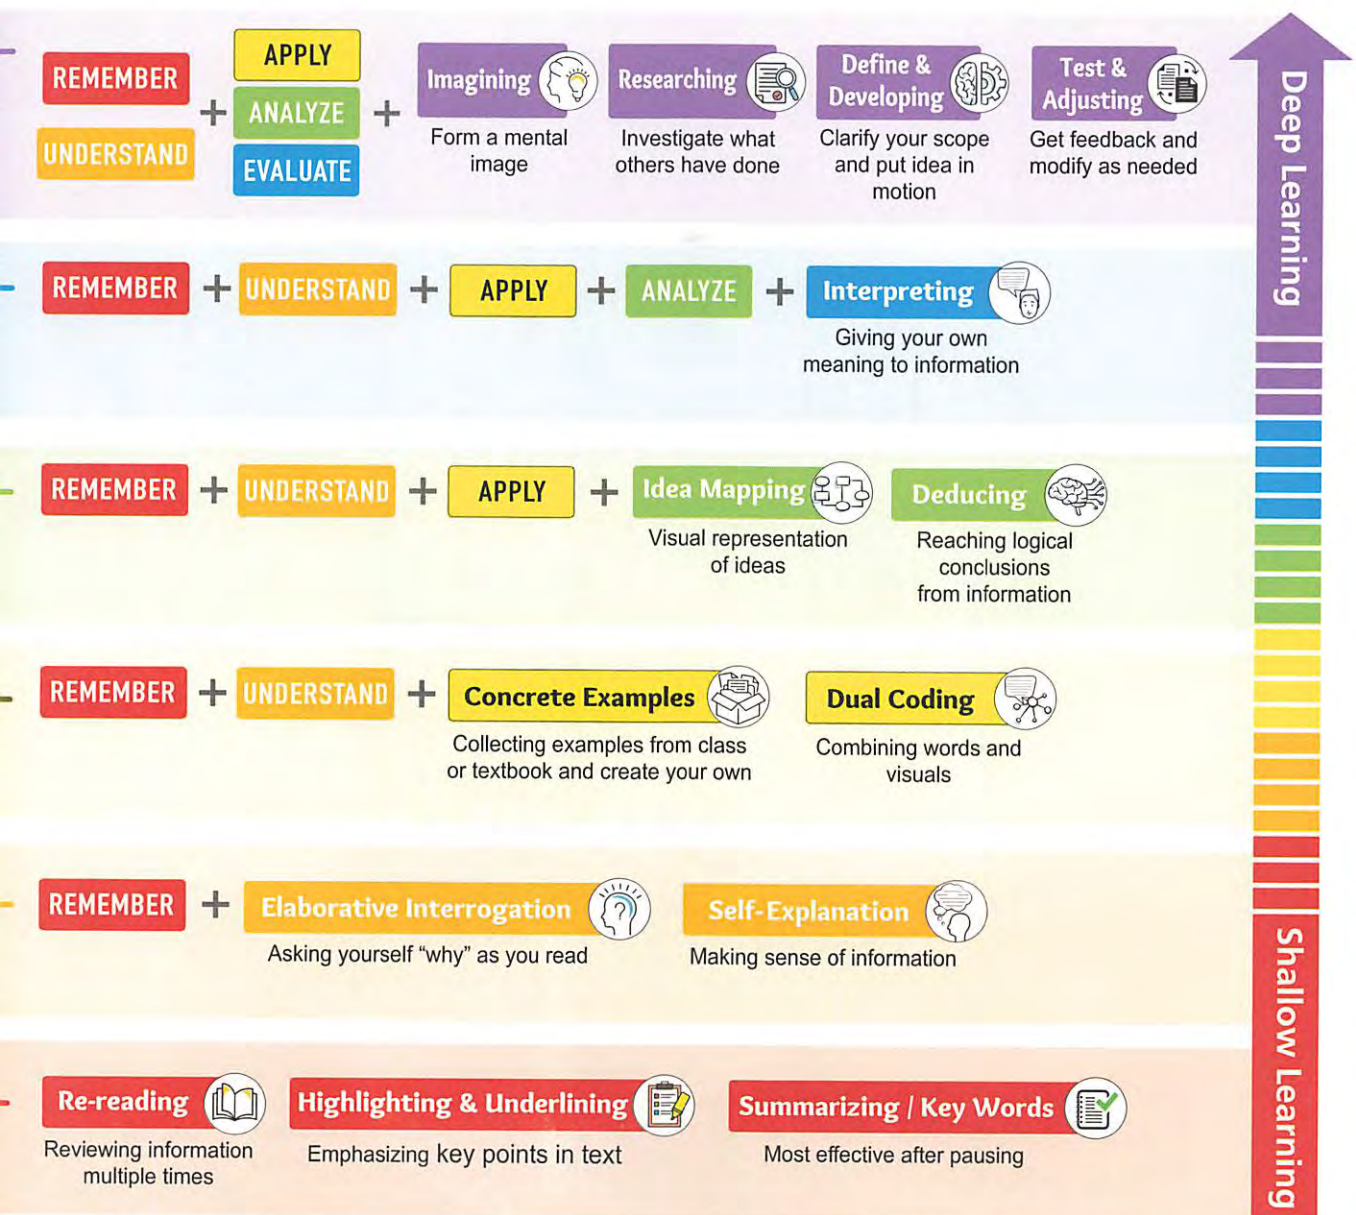 REMEMBER
UNDERSTAND
+
APPLY
ANALYZE
EVALUATE
+
Imagining
Form a mental
image
Researching
Investigate what
others have done
Define &
Developing
Clarify your scope
and put idea in
motion
Test &
Adjusting
Get feedback and
modify as needed
Deep Learning
REMEMBER + UNDERSTAND + APPLY + ANALYZE + Interpreting
Giving your own
meaning to information
REMEMBER + UNDERSTAND + APPLY + Idea Mapping
Visual representation
of ideas
Deducing
Reaching logical
conclusions
from information
REMEMBER + UNDERSTAND + Concrete Examples
Collecting examples from class
or textbook and create your own
Dual Coding
Combining words and
visuals
REMEMBER + Elaborative Interrogation
?
Asking yourself “why” as you read
Self-Explanation
Making sense of information
Re-reading
Reviewing information
multiple times
Highlighting & Underlining
Emphasizing key points in text
Summarizing / Key Words
Most effective after pausing
Shallow Learning